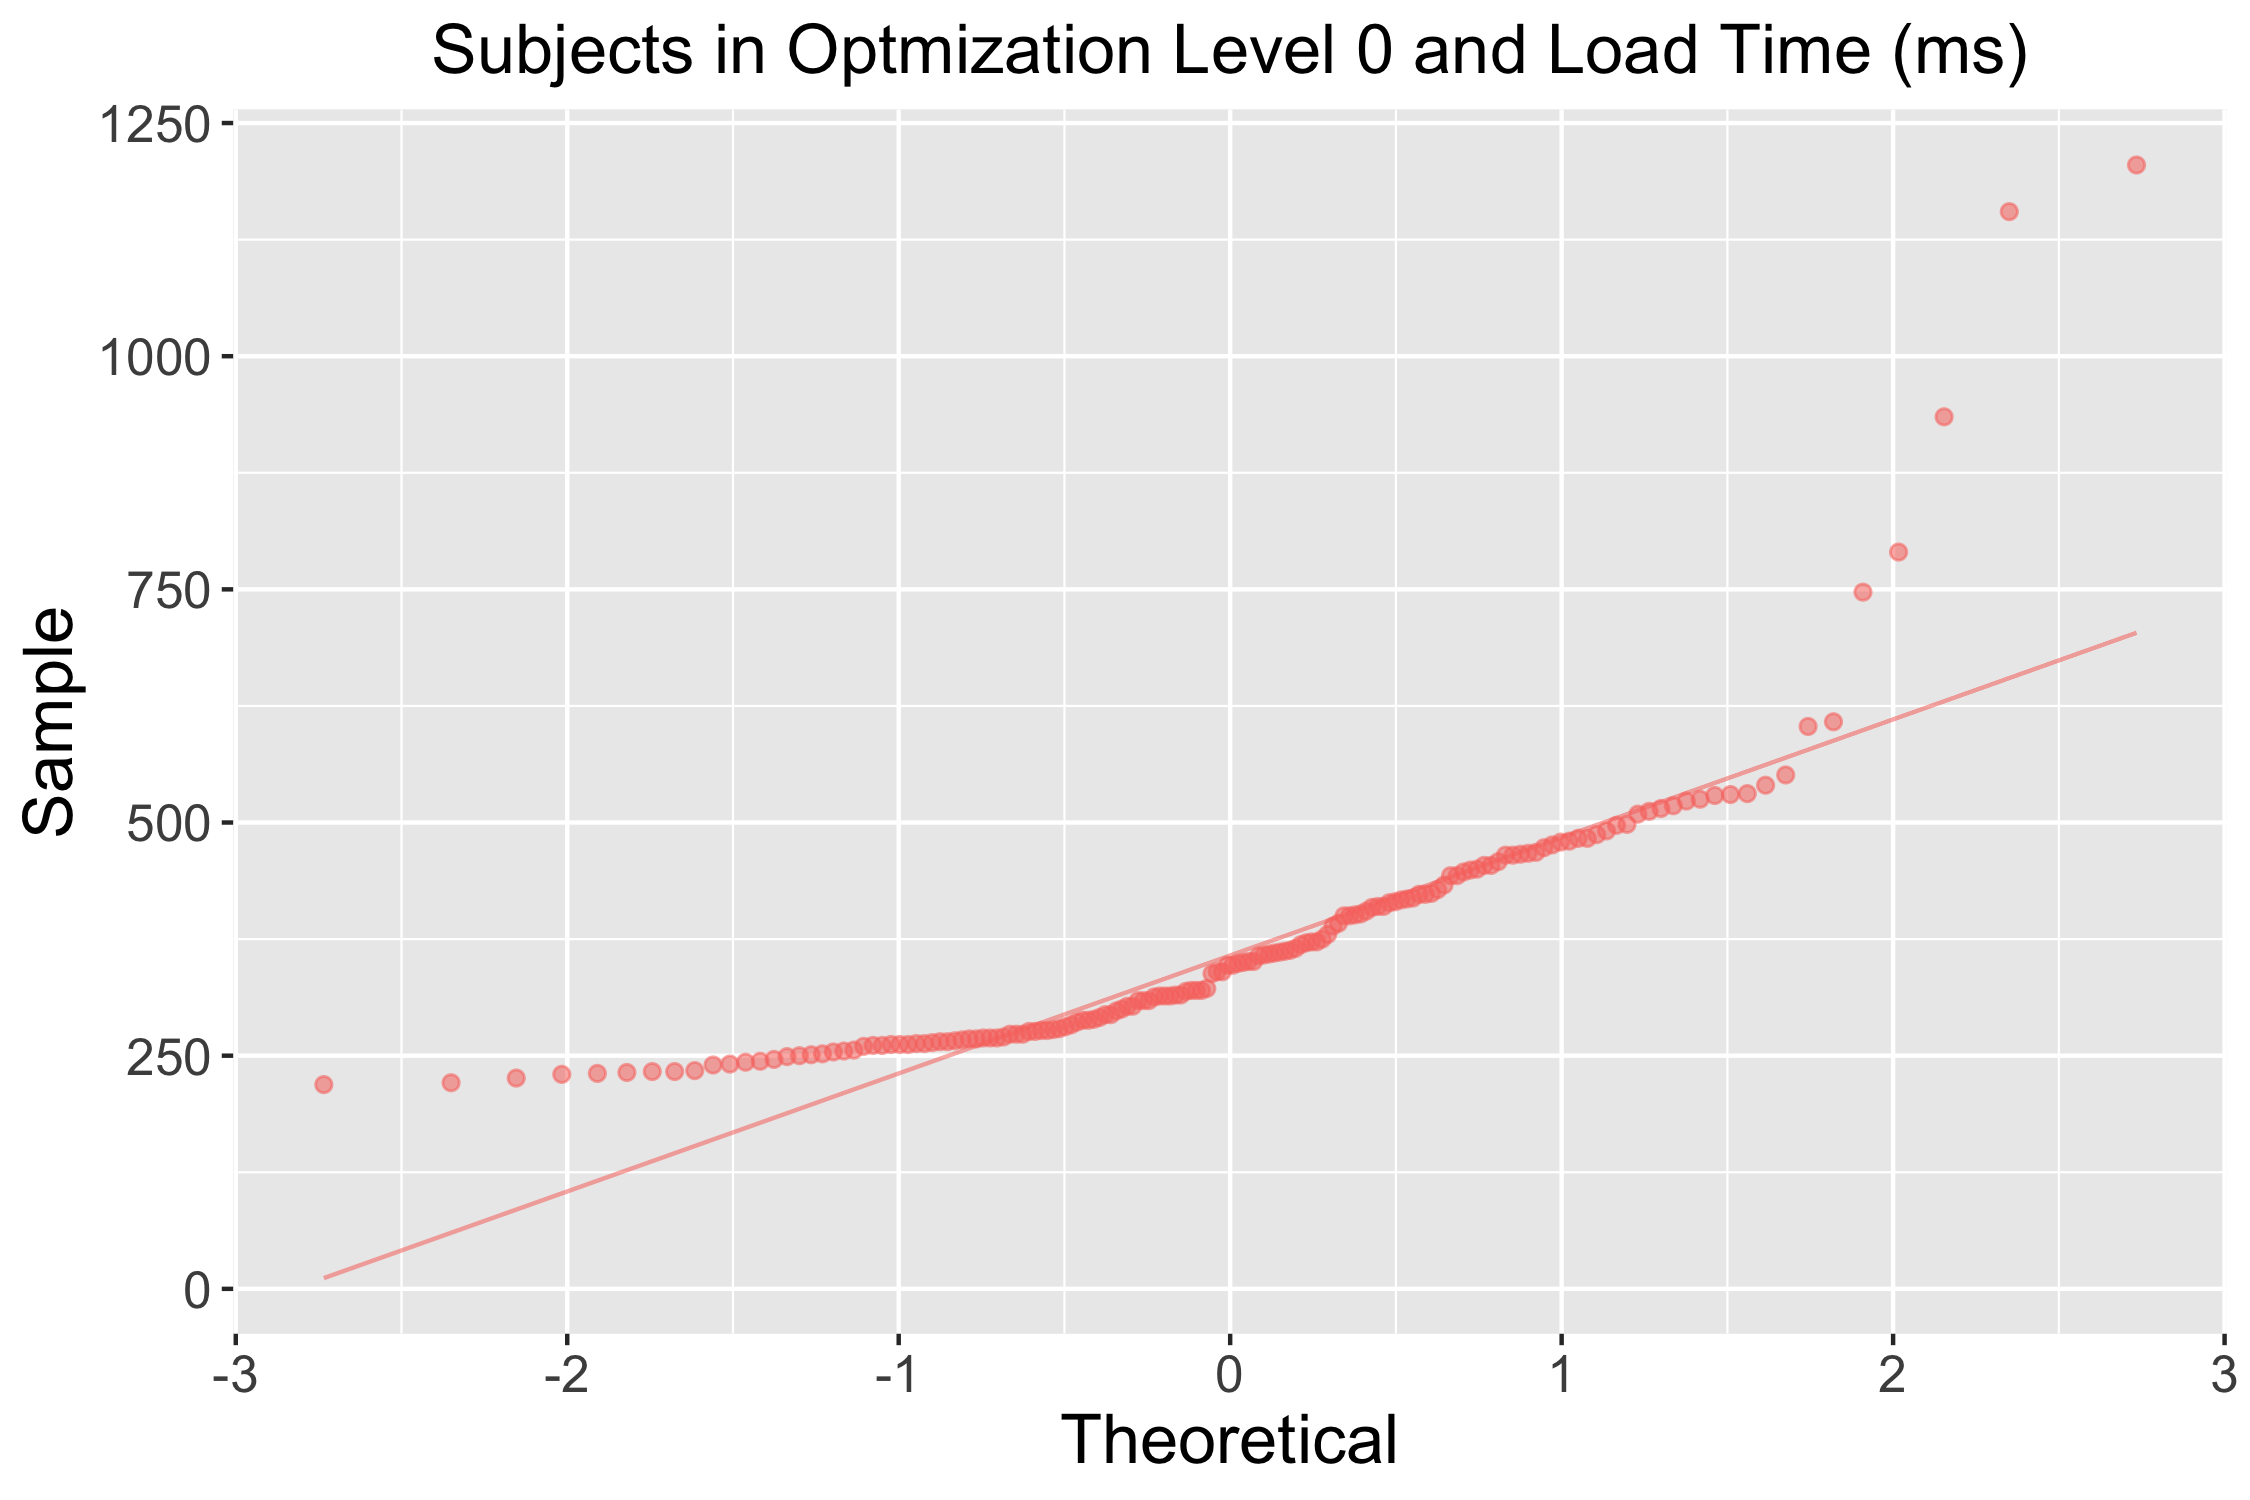 Subjects in Optmization Level 0 and Load Time (ms)
1250
1000
750
500
250
0
Sample
-3 -2 -1 0 1 2 3
Theoretical